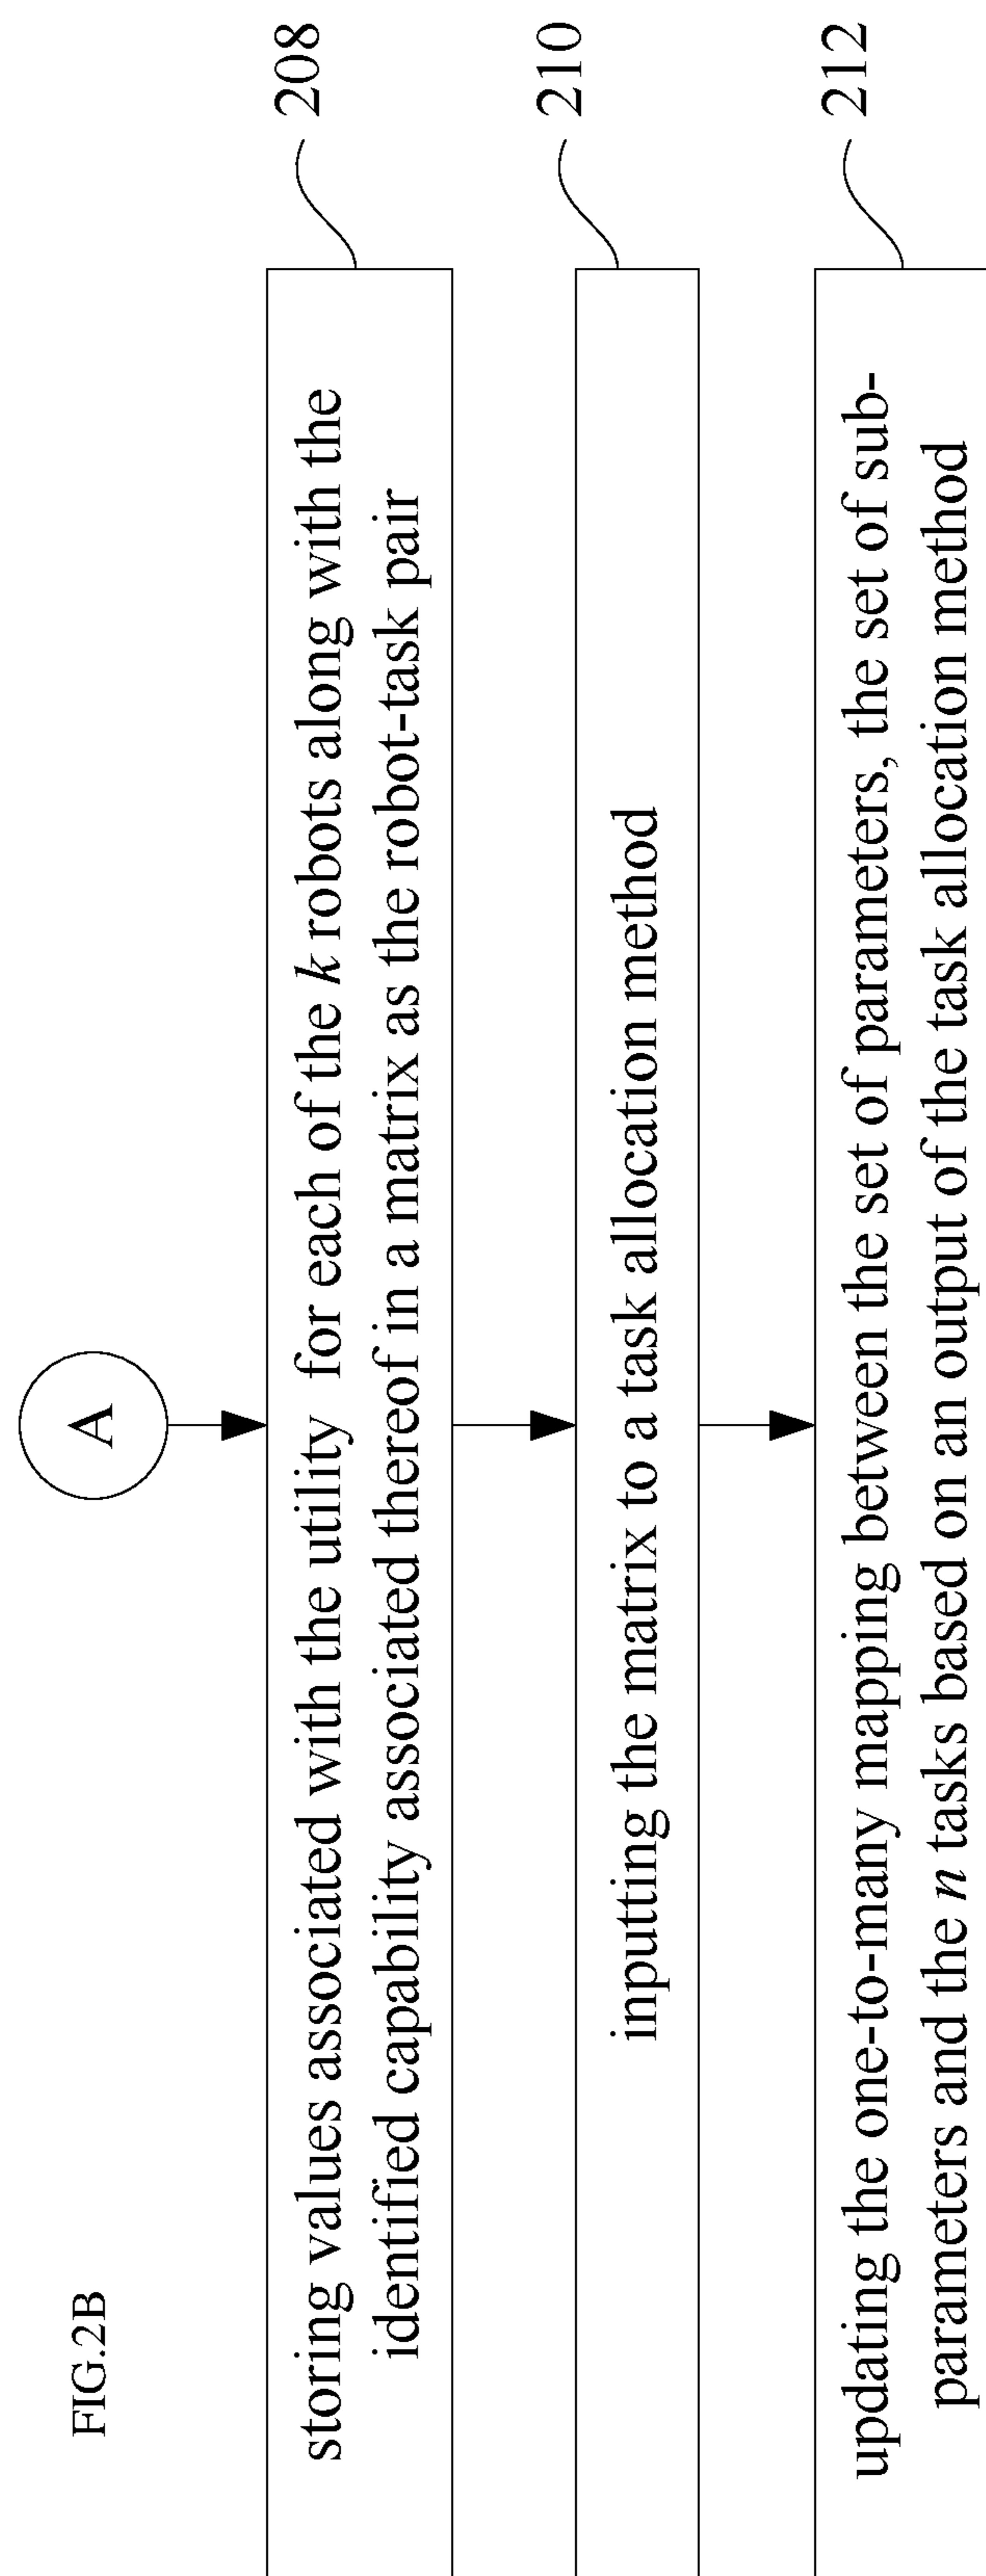 FIG.2B
A
storing values associated with the utility for each of the k robots along with the
identified capability associated thereof in a matrix as the robot-task pair
208
inputting the matrix to a task allocation method
210
updating the one-to-many mapping between the set of parameters, the set of sub-
parameters and the n tasks based on an output of the task allocation method
212